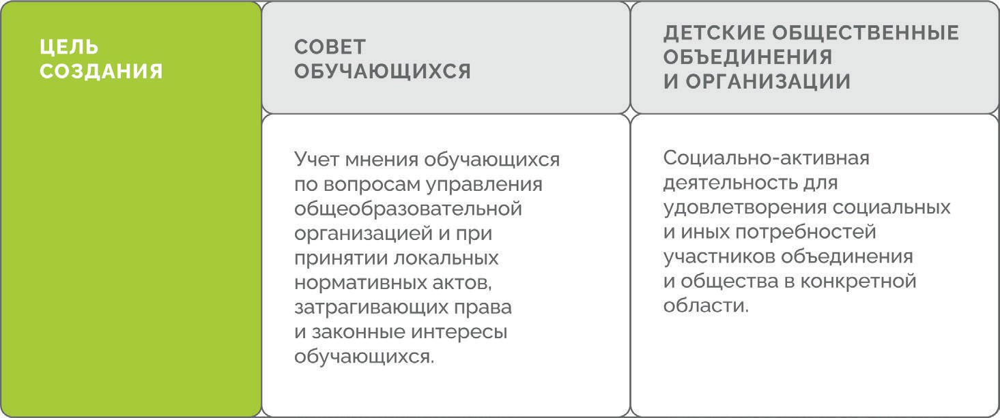 ЦЕЛЬ
СОЗДАНИЯ
СОВЕТ
ОБУЧАЮЩИХСЯ
ДЕТСКИЕ ОБЩЕСТВЕННЫЕ
ОБЪЕДИНЕНИЯ
И ОРГАНИЗАЦИИ
Учет мнения обучающихся
по вопросам управления
общеобразовательной
организацией и при
принятии локальных
нормативных актов,
затрагивающих права
и законные интересы
обучающихся.
Социально-активная
деятельность для
удовлетворения социальных
и иных потребностей
участников объединения
и общества в конкретной
области.